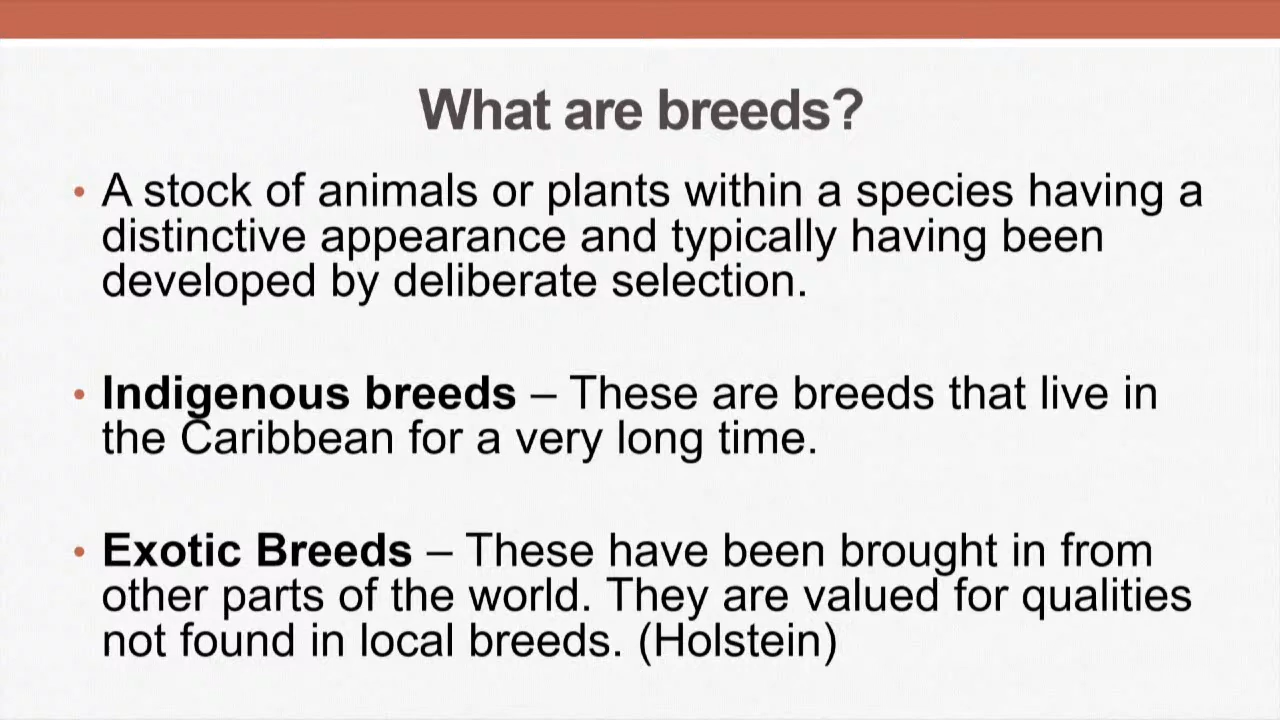 What are breeds?
• A stock of animals or plants within a species having a
distinctive appearance and typically having been
developed by deliberate selection.
• Indigenous breeds – These are breeds that live in
the Caribbean for a very long time.
• Exotic Breeds – These have been brought in from
other parts of the world. They are valued for qualities
not found in local breeds. (Holstein)